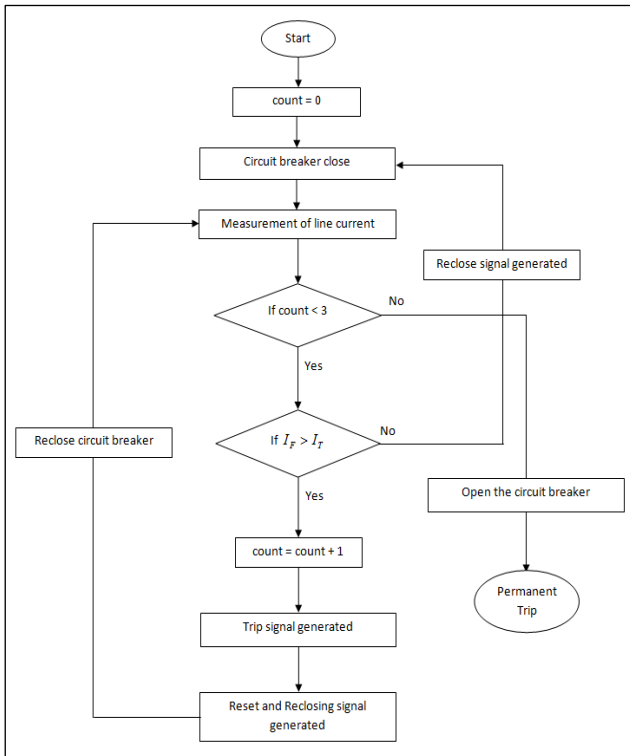 Start
count = 0
Circuit breaker close
Measurement of line current
Reclose signal generated
If count < 3
No
Yes
Reclose circuit breaker
If I_F > I_T
No
Open the circuit breaker
Yes
count = count + 1
Permanent
Trip
Trip signal generated
Reset and Reclosing signal
generated